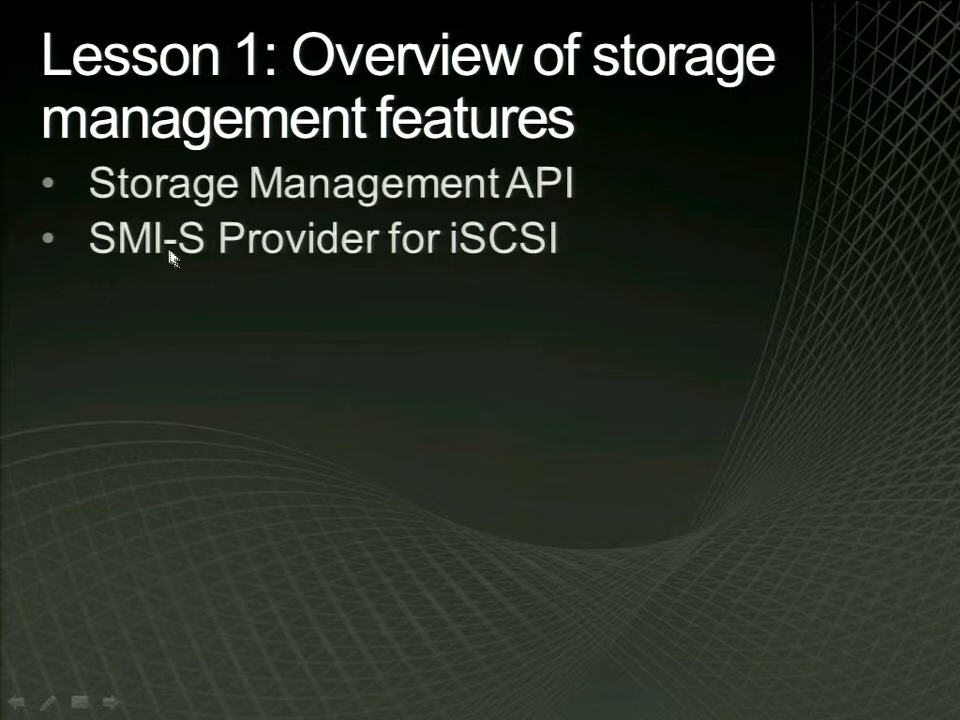 Lesson 1: Overview of storage
management features
• Storage Management API
• SMI-S Provider for iSCSI